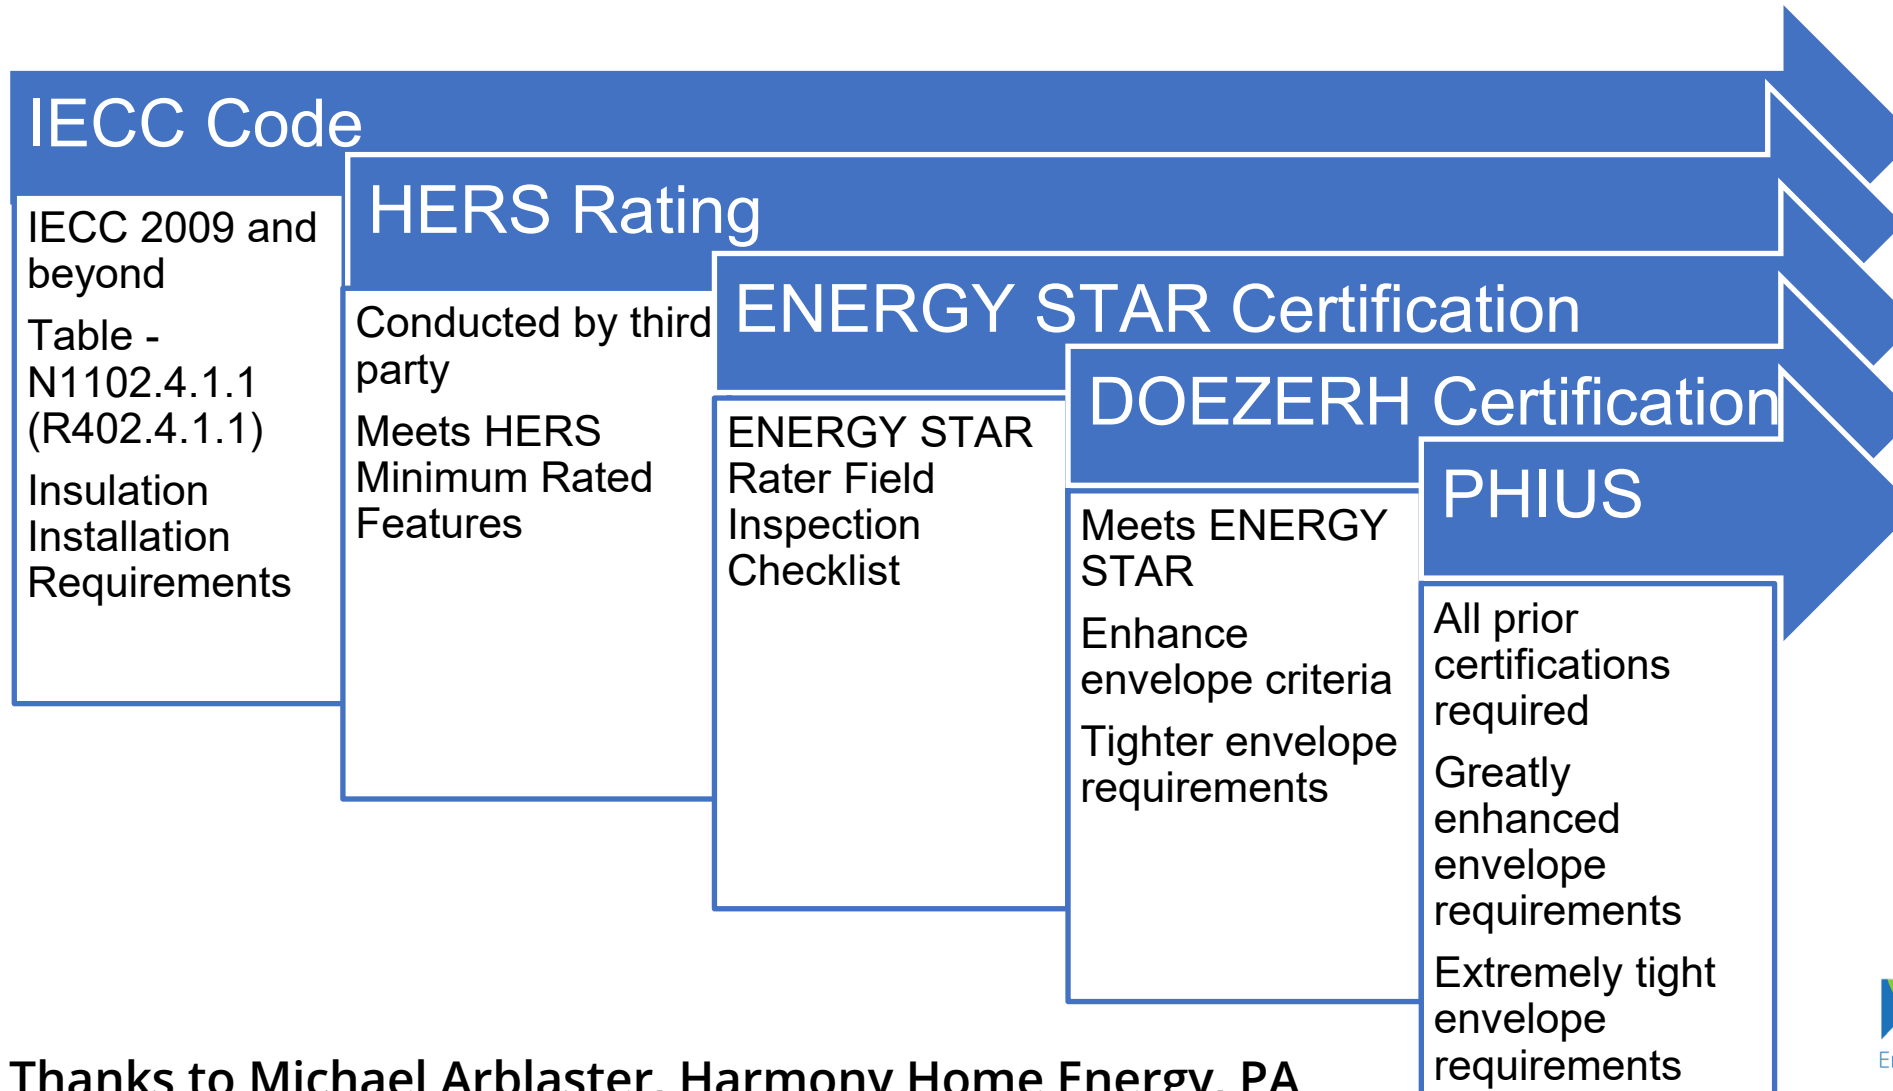 IECC Code
IECC 2009 and
beyond
Table -
N1102.4.1.1
(R402.4.1.1)
Insulation
Installation
Requirements
HERS Rating
Conducted by third
party
Meets HERS
Minimum Rated
Features
ENERGY STAR Certification
ENERGY STAR
Rater Field
Inspection
Checklist
DOEZERH Certification
Meets ENERGY
STAR
Enhance
envelope criteria
Tighter envelope
requirements
PHIUS
All prior
certifications
required
Greatly
enhanced
envelope
requirements
Extremely tight
envelope
requirements
Thanks to Michael Arblaster, Harmony Home Energy, PA